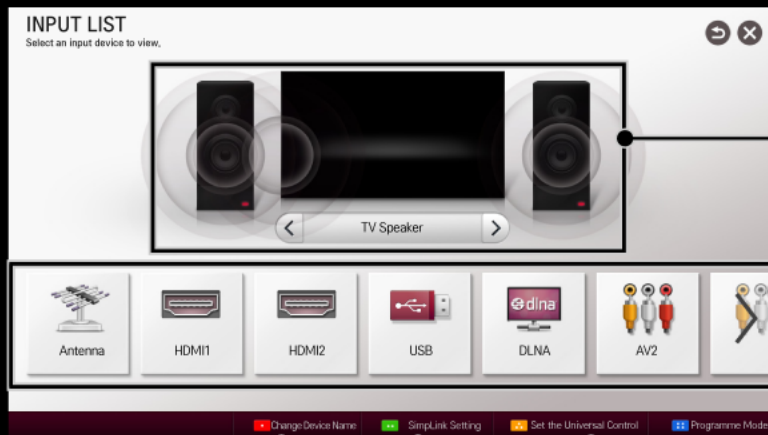 INPUT LIST
Select an input device to view.
TV Speaker
dlna
Antenna
HDMI1
HDMI2
USB
DLNA
AV2
Change Device Name
SimpLink Setting
Set the Universal Control
Programme Mode